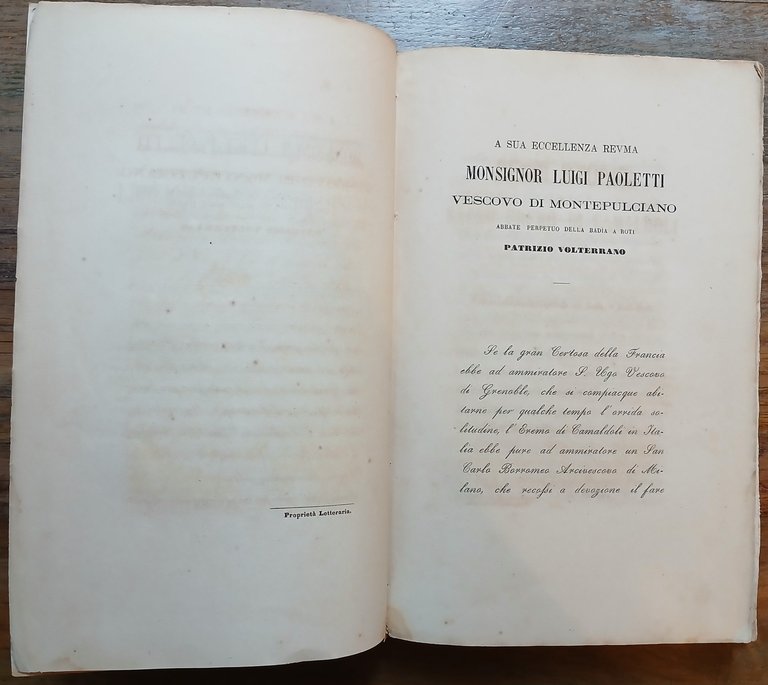 Proprietà Letteraria.
A SUA ECCELLENZA REVMA
MONSIGNOR LUIGI PAOLETTI
VESCOVO DI MONTEPULCIANO
ABBATE PERPETUO DELLA BADIA A ROTI
PATRIZIO VOLTERRANO
Se la gran Certosa della Francia
ebbe ad ammiratore S. Ugo Vescovo
di Grenoble, che si compiacque abi-
tarne per qualche tempo l'orrida so-
litudine, l'Eremo di Camaldoli in Ita-
lia ebbe pure ad ammiratore un San
Carlo Borromeo Arcivescovo di Mi-
lano, che recossi a devozione il fare